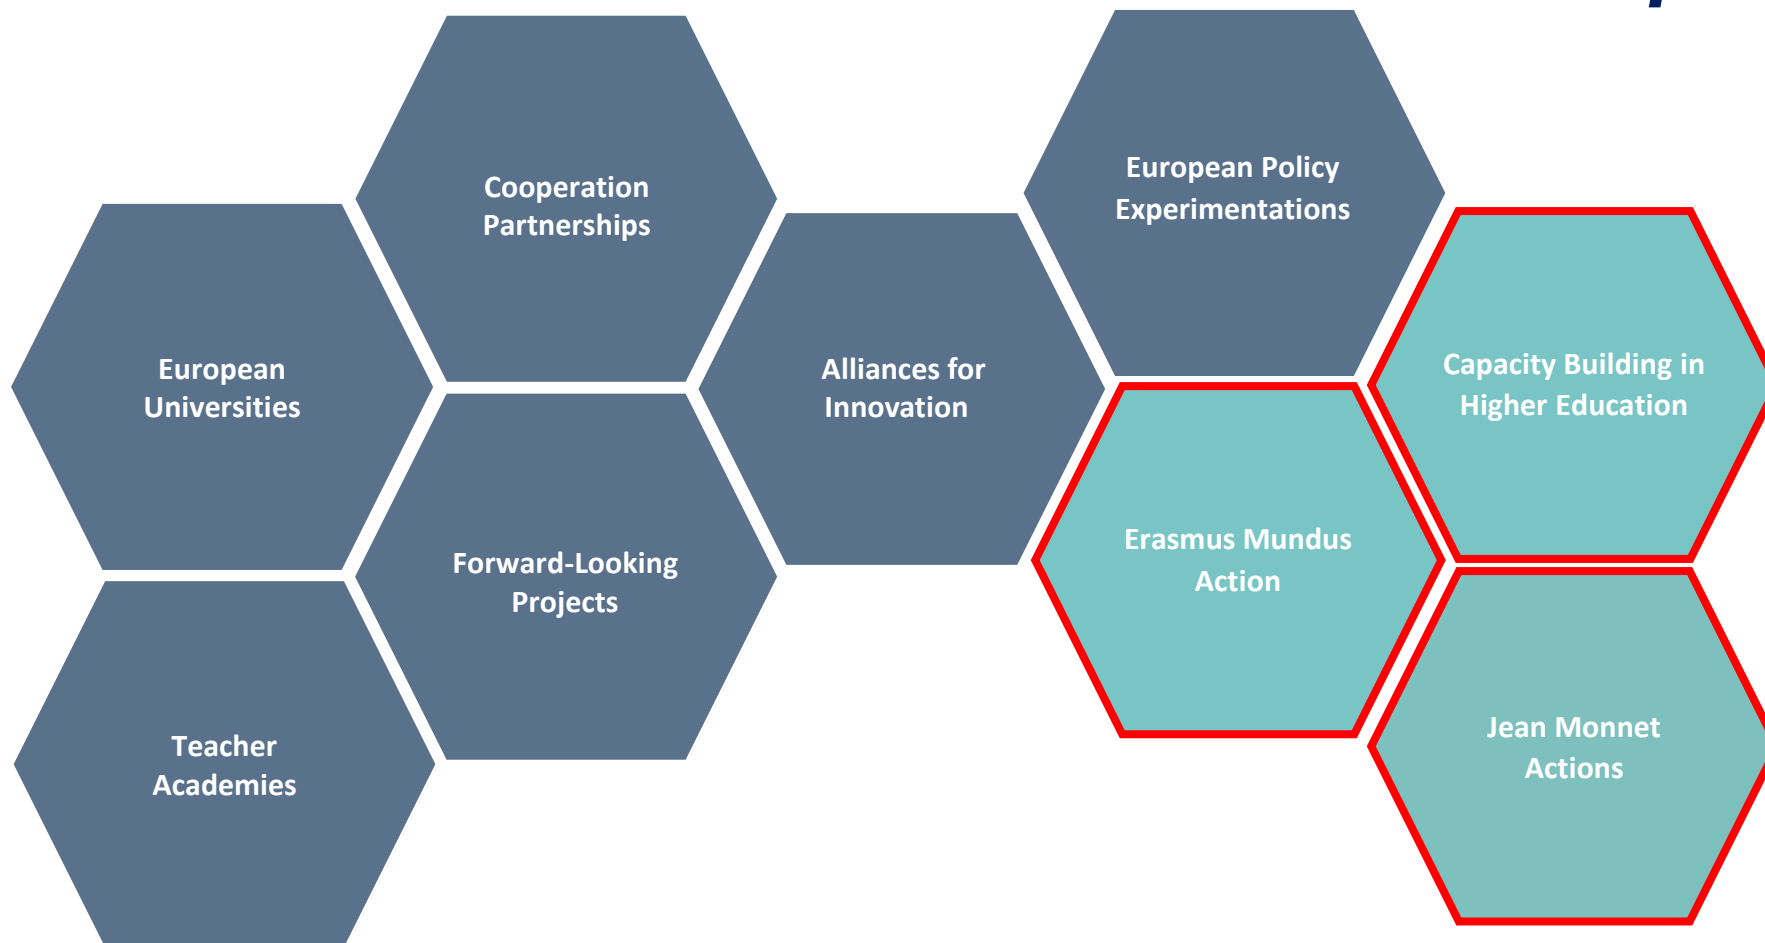 Cooperation
Partnerships
European Policy
Experimentations
European
Universities
Alliances for
Innovation
Capacity Building in
Higher Education
Forward-Looking
Projects
Erasmus Mundus
Action
Teacher
Academies
Jean Monnet
Actions